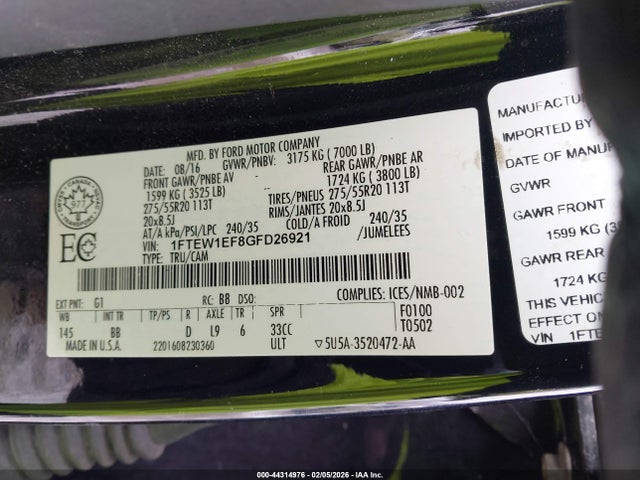 MFD. BY FORD MOTOR COMPANY
DATE: 08/16 GVWR/PNBV: 3175 KG ( 7000 LB)
FRONT GAWR/PNBE AV REAR GAWR/PNBE AR
1599 KG ( 3525 LB) 1724 KG ( 3800 LB)
275/55R20 113T TIRES/PNEUS 275/55R20 113T
20x8.5J RIMS/JANTES 20x8.5J
AT/A kPa/PSI/LPC 240/35 COLD/A FROID 240/35
VIN: 1FTEW1EF8GFD26921 /JUMELEES
TYPE: TRU/CAM
CANADA
977
EC
EXT PNT: G1 RC: B8 DSO: COMPLIES: ICES/NMB-002
WB INT TR TP/PS R AXLE TR SPR F0100
145 BB D L9 6 33CC T0502
2201608230360 ULT 5U5A-3520472-AA
MADE IN U.S.A.
MANUFACTU
IMPORTED BY
DATE OF MANUF
GVWR
GAWR FRONT
1599 KG (3
GAWR REAR
1724 KG
THIS VEHIC
EFFECT ON
VIN 1FTE
000-44314976 | 02/05/2026 - IAA Inc.